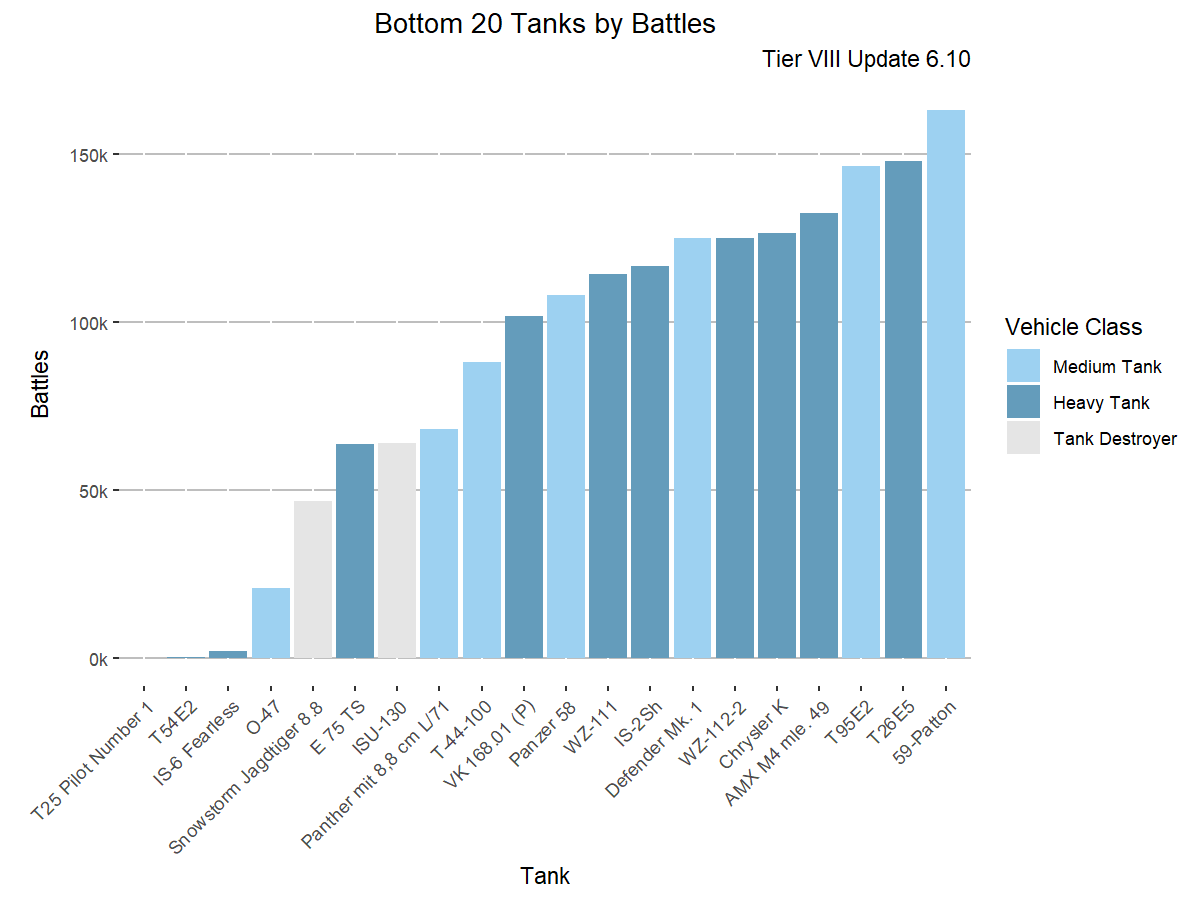 Bottom 20 Tanks by Battles
Tier VIII Update 6.10
Battles
150k
100k
50k
0k
T25 Pilot Number 1
T54E2
IS-6 Fearless
O-47
Snowstorm Jagdtiger 8.8
E 75 TS
ISU-130
Panther mit 8,8 cm L/71
T-44-100
VK 168.01 (P)
Panzer 58
WZ-111
IS-2Sh
Defender Mk. 1
WZ-112-2
Chrysler K
AMX M4 mle. 49
T95E2
T26E5
59-Patton
Tank
Vehicle Class
Medium Tank
Heavy Tank
Tank Destroyer